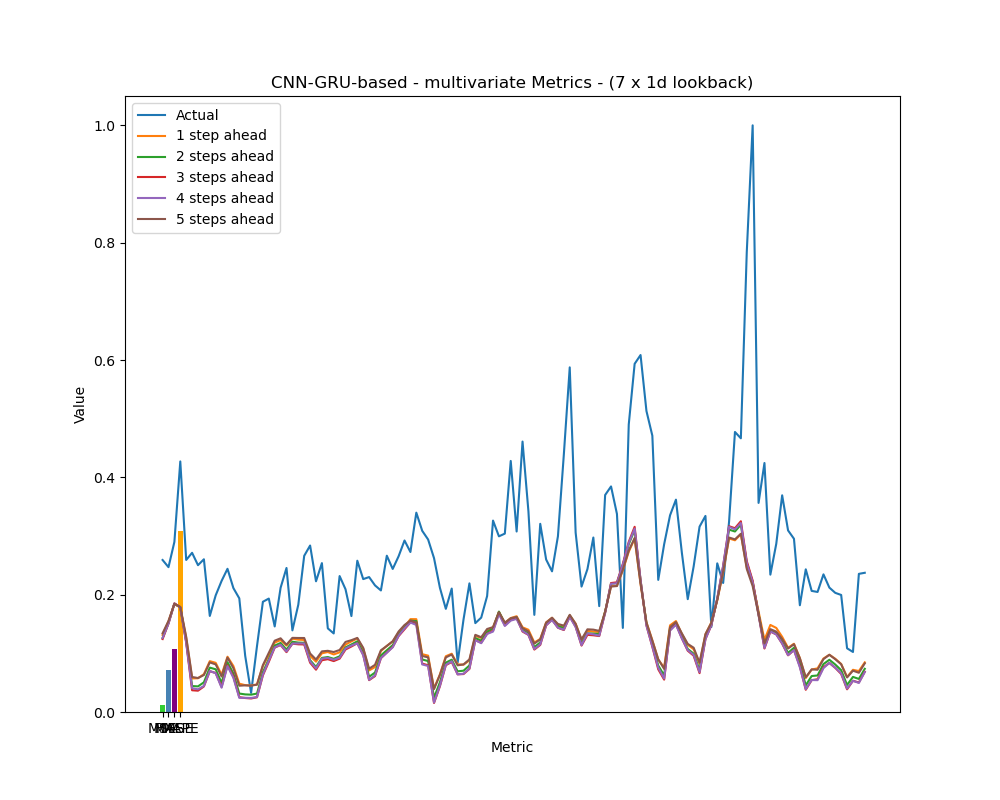 CNN-GRU-based - multivariate Metrics - (7 x 1d lookback)
Actual
1 step ahead
2 steps ahead
3 steps ahead
4 steps ahead
5 steps ahead
1.0
0.8
0.6
0.4
0.2
0.0
Value
Metric